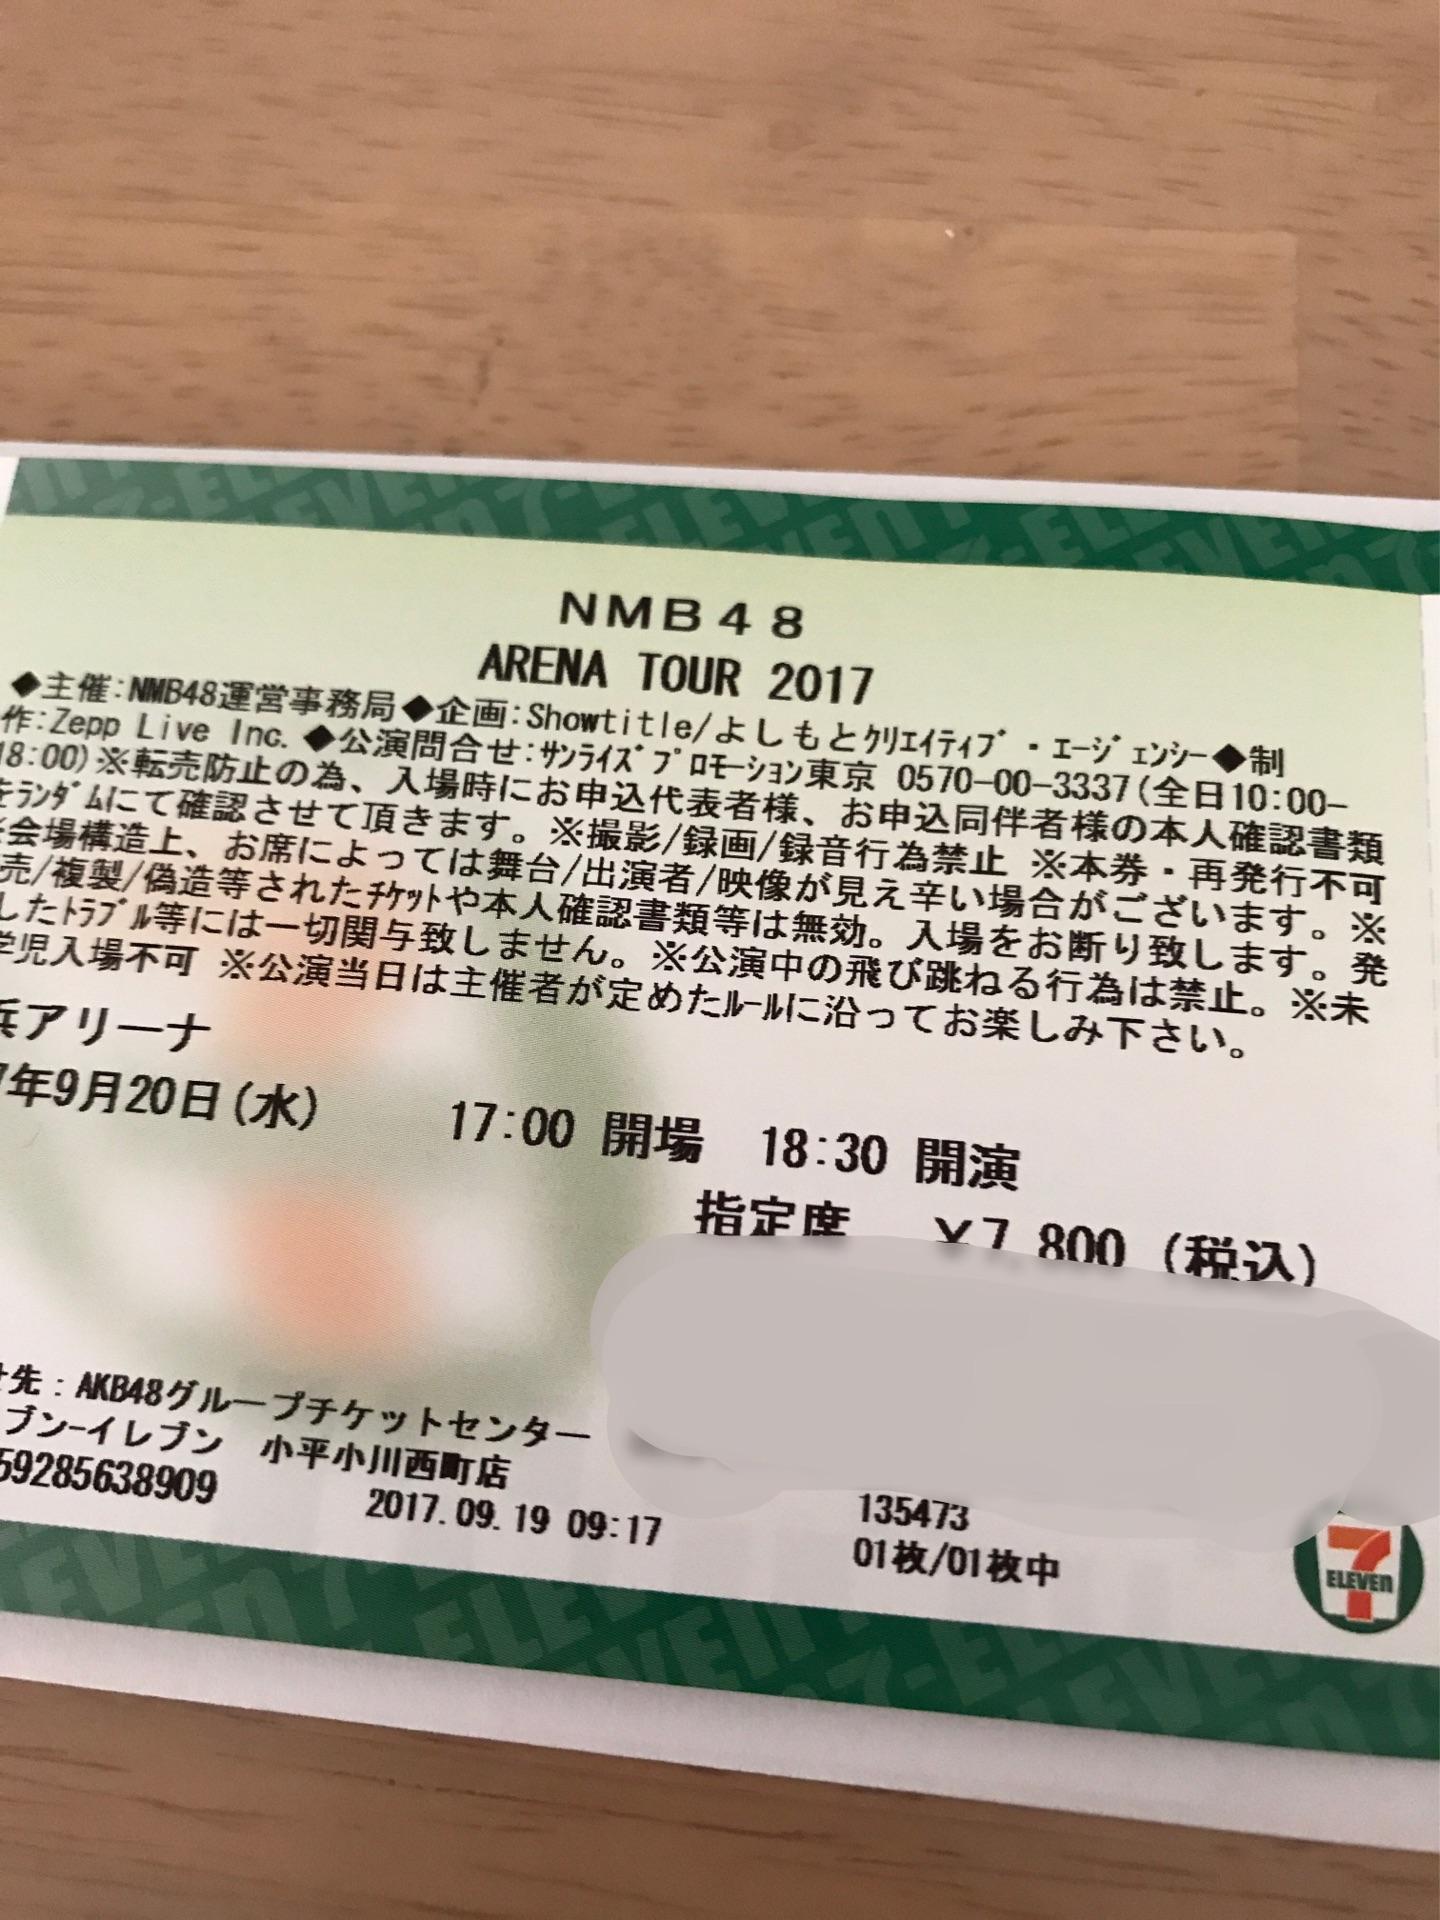 NMB48
ARENA TOUR 2017
◆主催:NMB48運営事務局◆企画:Showtitle/よしもとｸﾘｴｲﾃｨﾌﾞ・ｴｰｼﾞｪﾝｼｰ◆制
作:Zepp Live Inc. ◆公演問合せ:ｻﾝﾗｲｽﾞﾌﾟﾛﾓｰｼｮﾝ東京 0570-00-3337(全日10:00-
18:00)※転売防止の為、入場時にお申込代表者様、お申込同伴者様の本人確認書類
をﾗﾝﾀﾞﾑにて確認させて頂きます。※撮影/録画/録音行為禁止 ※本券・再発行不可
※会場構造上、お席によっては舞台/出演者/映像が見え辛い場合がございます。※
売/複製/偽造等されたﾁｹｯﾄや本人確認書類等は無効。入場をお断り致します。発
したﾄﾗﾌﾞﾙ等には一切関与致しません。※公演中の飛び跳ねる行為は禁止。※未
学児入場不可 ※公演当日は主催者が定めたﾙｰﾙに沿ってお楽しみ下さい。
浜アリーナ
7年9月20日(水) 17:00 開場 18:30 開演
指定席 ¥7,800 (税込)
せ先:AKB48グループチケットセンター
ブン-イレブン 小平小川西町店
59285638909
2017.09.19 09:17
135473
01枚/01枚中
7 ELEVEn